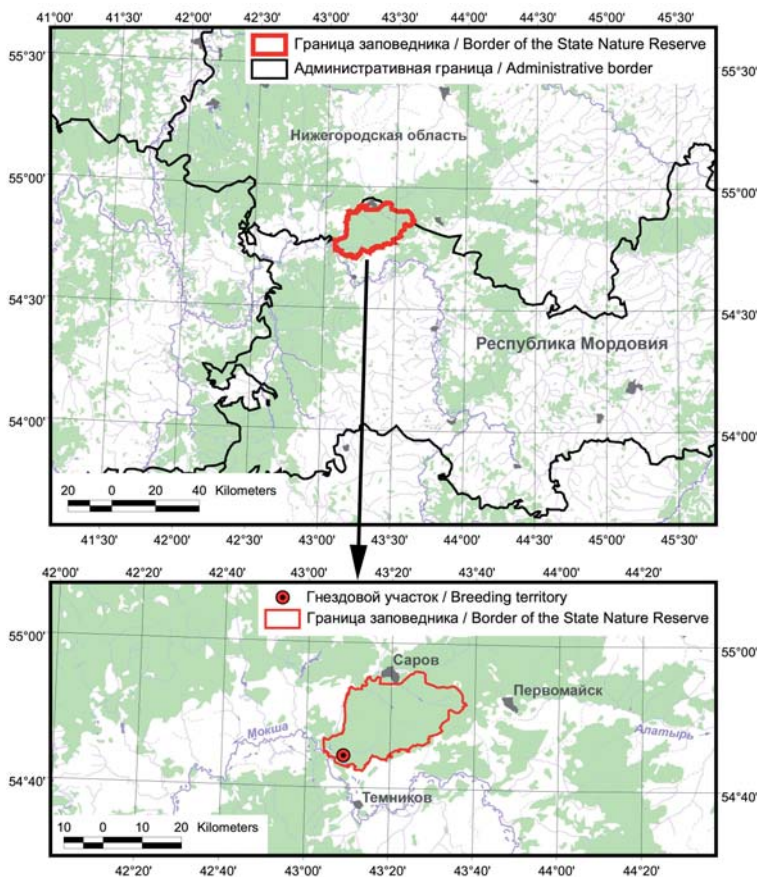 41°00' 41°30' 42°00' 42°30' 43°00' 43°30' 44°00' 44°30' 45°00'
55°30'
Граница заповедника / Border of the State Nature Reserve
Административная граница / Administrative border
55°30'
Нижегородская область
55°00'
55°00'
54°30'
54°30'
Республика Мордовия
54°00'
54°00'
20 0 20 40 Kilometers
41°30' 42°00' 42°30' 43°00' 43°30' 44°00' 44°30' 45°00' 45°30'
42°00' 42°20' 42°40' 43°00' 43°20' 43°40' 44°00' 44°20'
Гнездовой участок / Breeding territory
Граница заповедника / Border of the State Nature Reserve
55°00'
55°00'
Саров
Первомайск
Мокша
Алатырь
54°40'
54°40'
Темников
10 0 10 20 Kilometers
42°20' 42°40' 43°00' 43°20' 43°40' 44°00' 44°20' 44°40'